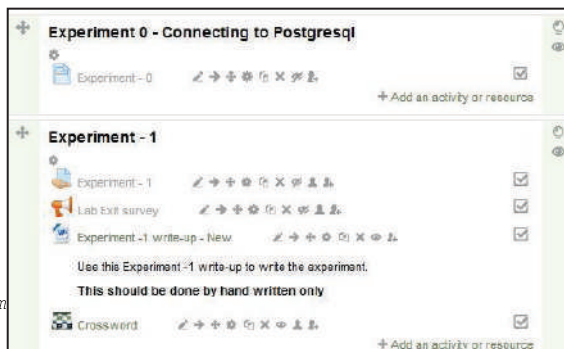 Experiment 0 - Connecting to Postgresql
Experiment - 0
+ Add an activity or resource
Experiment - 1
Experiment - 1
Lab Exit survey
Experiment -1 write-up - New
Use this Experiment -1 write-up to write the experiment.
This should be done by hand written only
Crossword
+ Add an activity or resource